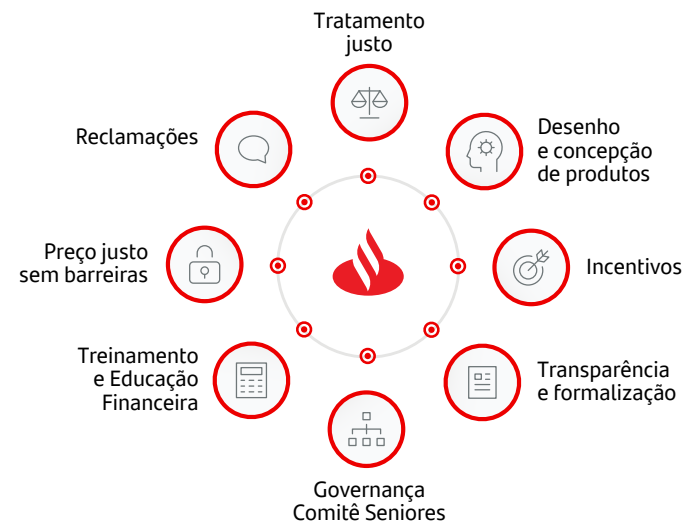 Tratamento
justo
Desenho
e concepção
de produtos
Incentivos
Transparência
e formalização
Governança
Comitê Seniores
Treinamento
e Educação
Financeira
Preço justo
sem barreiras
Reclamações